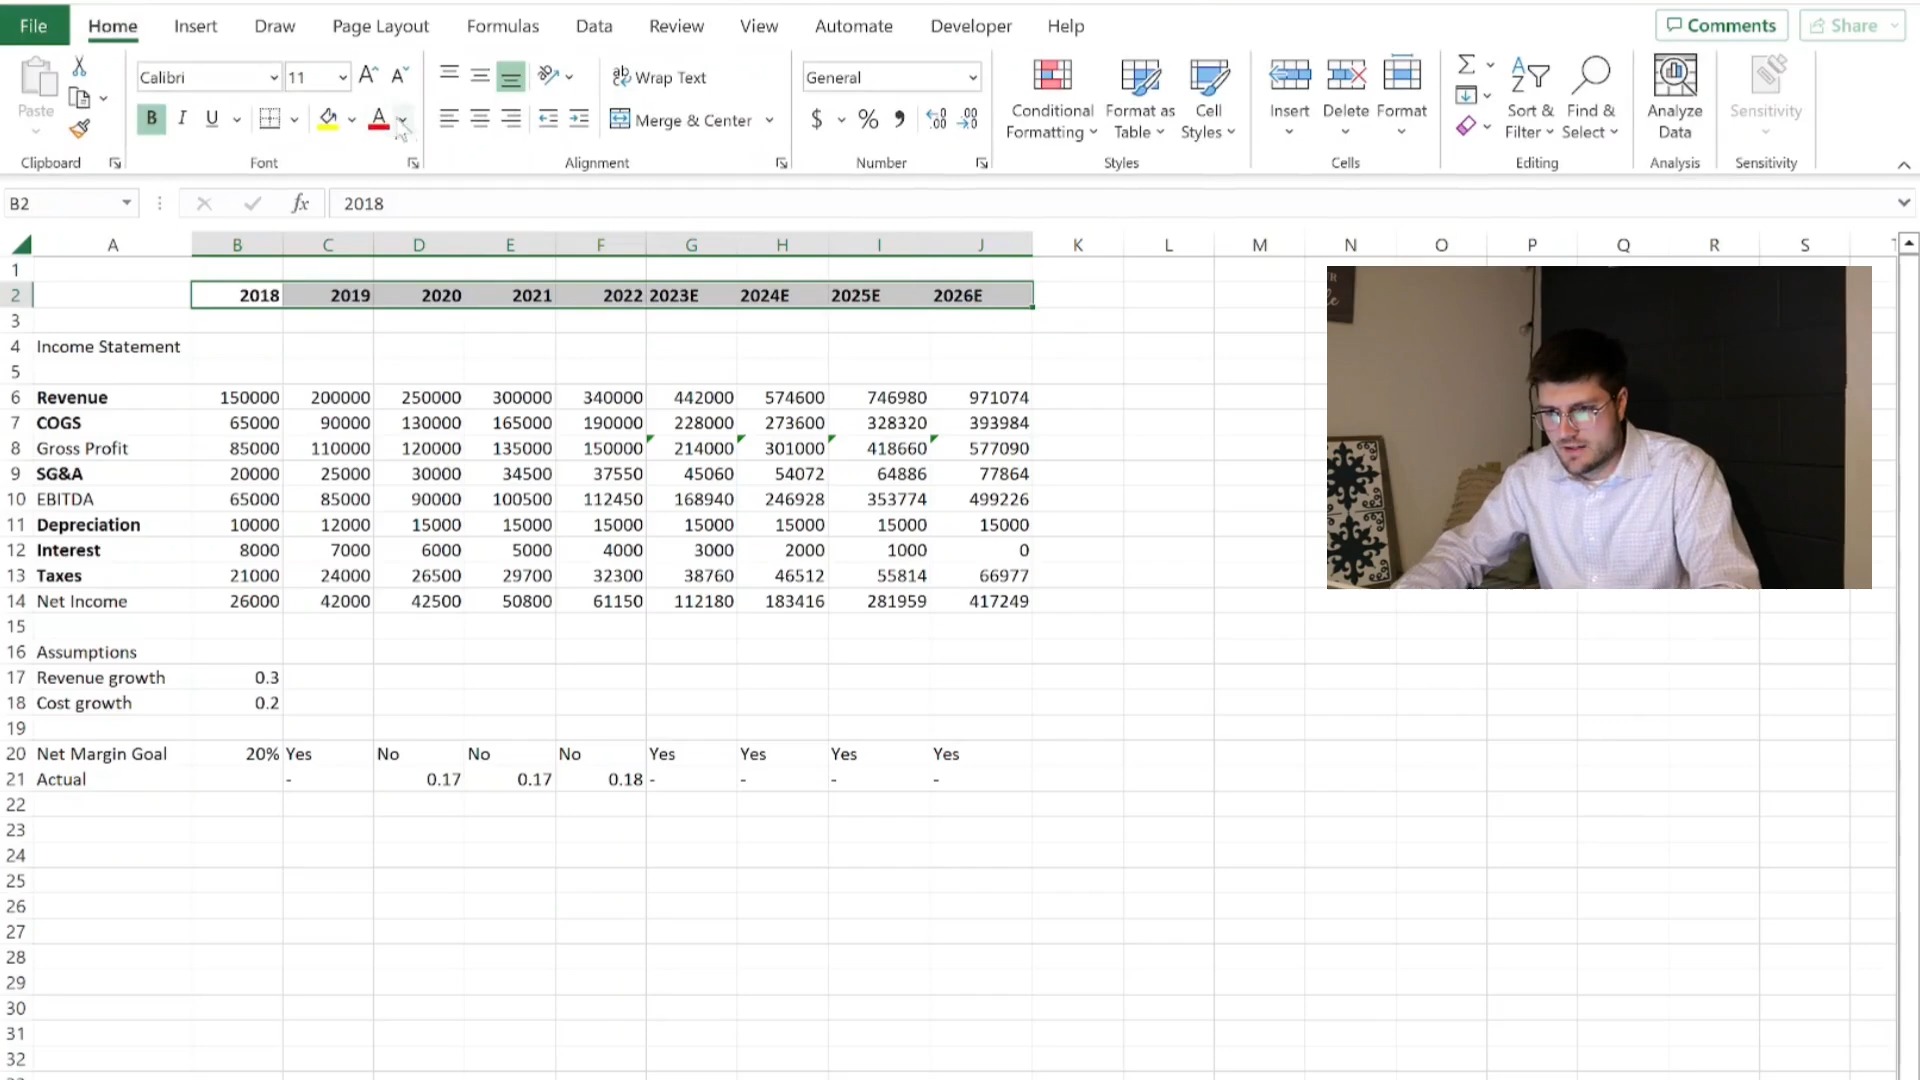 File Home Insert Draw Page Layout Formulas Data Review View Automate Developer Help Comments Share
Paste Calibri 11 Wrap Text General Conditional Formatting Format as Table Cell Styles Insert Delete Format Sort & Filter Find & Select Analyze Data Sensitivity
B I U A Merge & Center $ % 9
Clipboard Font Alignment Number Styles Cells Editing Analysis Sensitivity
B2 fx 2018
A B C D E F G H I J K L M N O P Q R S
1
2 2018 2019 2020 2021 2022 2023E 2024E 2025E 2026E
3
4 Income Statement
5
6 Revenue 150000 200000 250000 300000 340000 442000 574600 746980 971074
7 COGS 65000 90000 130000 165000 190000 228000 273600 328320 393984
8 Gross Profit 85000 110000 120000 135000 150000 214000 301000 418660 577090
9 SG&A 20000 25000 30000 34500 37550 45060 54072 64886 77864
10 EBITDA 65000 85000 90000 100500 112450 168940 246928 353774 499226
11 Depreciation 10000 12000 15000 15000 15000 15000 15000 15000 15000
12 Interest 8000 7000 6000 5000 4000 3000 2000 1000 0
13 Taxes 21000 24000 26500 29700 32300 38760 46512 55814 66977
14 Net Income 26000 42000 42500 50800 61150 112180 183416 281959 417249
15
16 Assumptions
17 Revenue growth 0.3
18 Cost growth 0.2
19
20 Net Margin Goal 20% Yes No No No Yes Yes Yes Yes
21 Actual - 0.17 0.17 0.18 - - - -
22
23
24
25
26
27
28
29
30
31
32